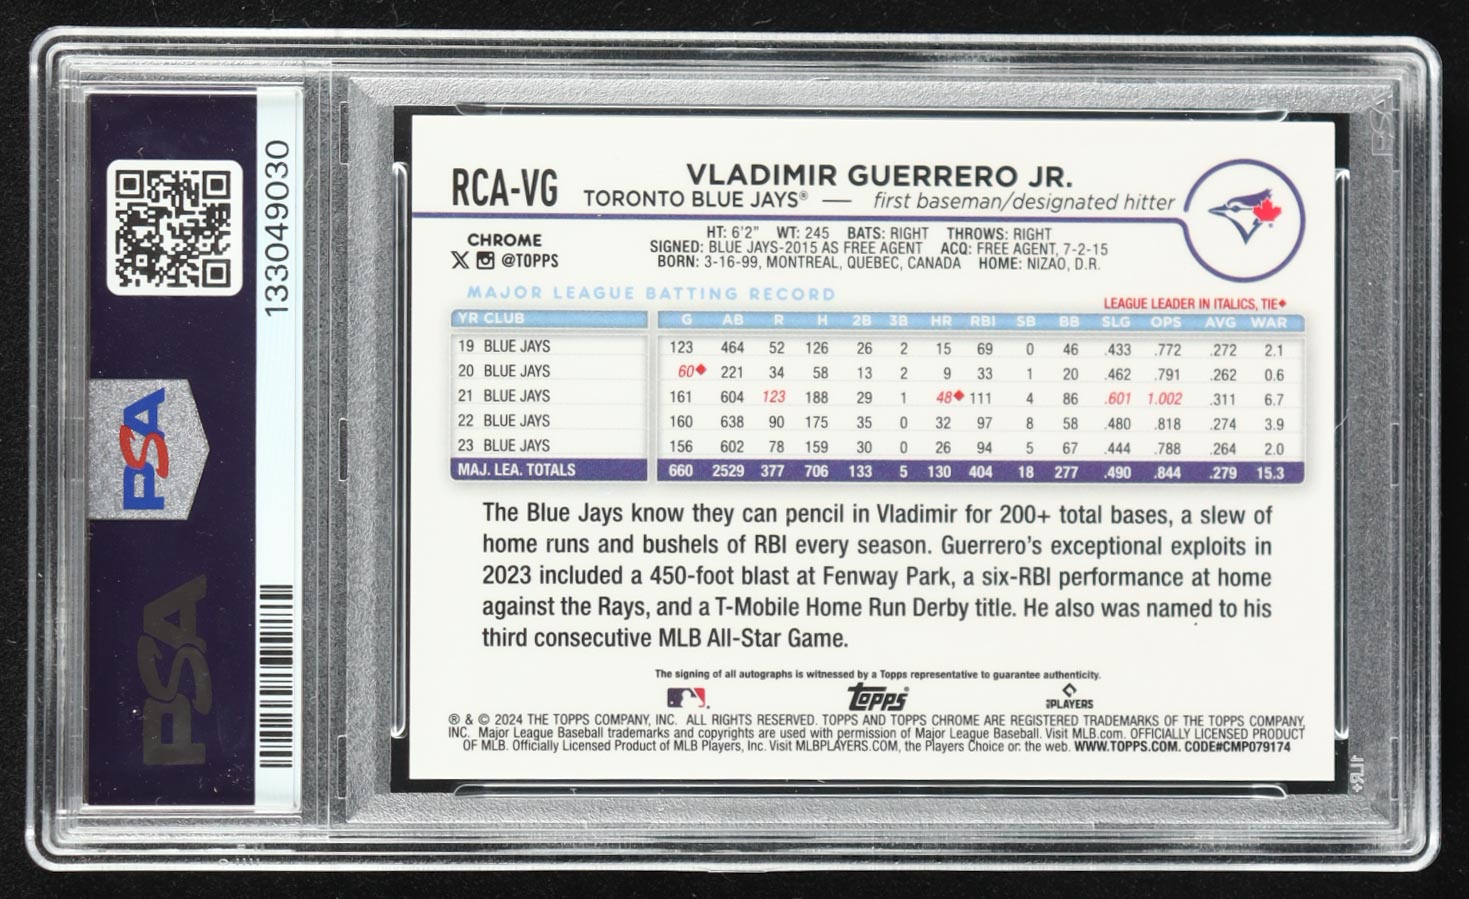 133049030
PSA
PSA
RCA-VG
VLADIMIR GUERRERO JR.
TORONTO BLUE JAYS® — first baseman/designated hitter
CHROME
X @TOPPS
HT: 6'2" WT: 245 BATS: RIGHT THROWS: RIGHT
SIGNED: BLUE JAYS-2015 AS FREE AGENT ACQ: FREE AGENT, 7-2-15
BORN: 3-16-99, MONTREAL, QUEBEC, CANADA HOME: NIZAO, D.R.
MAJOR LEAGUE BATTING RECORD
LEAGUE LEADER IN ITALICS, TIE◆
YR CLUB G AB R H 2B 3B HR RBI SB BB SLG OPS AVG WAR
19 BLUE JAYS 123 464 52 126 26 2 15 69 0 46 .433 .772 .272 2.1
20 BLUE JAYS 60◆ 221 34 58 13 2 9 33 1 20 .462 .791 .262 0.6
21 BLUE JAYS 161 604 123 188 29 1 48◆ 111 4 86 .601 1.002 .311 6.7
22 BLUE JAYS 160 638 90 175 35 0 32 97 8 58 .480 .818 .274 3.9
23 BLUE JAYS 156 602 78 159 30 0 26 94 5 67 .444 .788 .264 2.0
MAJ. LEA. TOTALS 660 2529 377 706 133 5 130 404 18 277 .490 .844 .279 15.3
The Blue Jays know they can pencil in Vladimir for 200+ total bases, a slew of
home runs and bushels of RBI every season. Guerrero's exceptional exploits in
2023 included a 450-foot blast at Fenway Park, a six-RBI performance at home
against the Rays, and a T-Mobile Home Run Derby title. He also was named to his
third consecutive MLB All-Star Game.
The signing of all autographs is witnessed by a Topps representative to guarantee authenticity.
Topps
PLAYERS
® & © 2024 THE TOPPS COMPANY, INC. ALL RIGHTS RESERVED. TOPPS AND TOPPS CHROME ARE REGISTERED TRADEMARKS OF THE TOPPS COMPANY,
INC. Major League Baseball trademarks and copyrights are used with permission of Major League Baseball. Visit MLB.com. OFFICIALLY LICENSED PRODUCT
OF MLB. Officially Licensed Product of MLB Players, Inc. Visit MLBPLAYERS.COM, the Players Choice on the web. WWW.TOPPS.COM. CODE#CMP079174
PSA